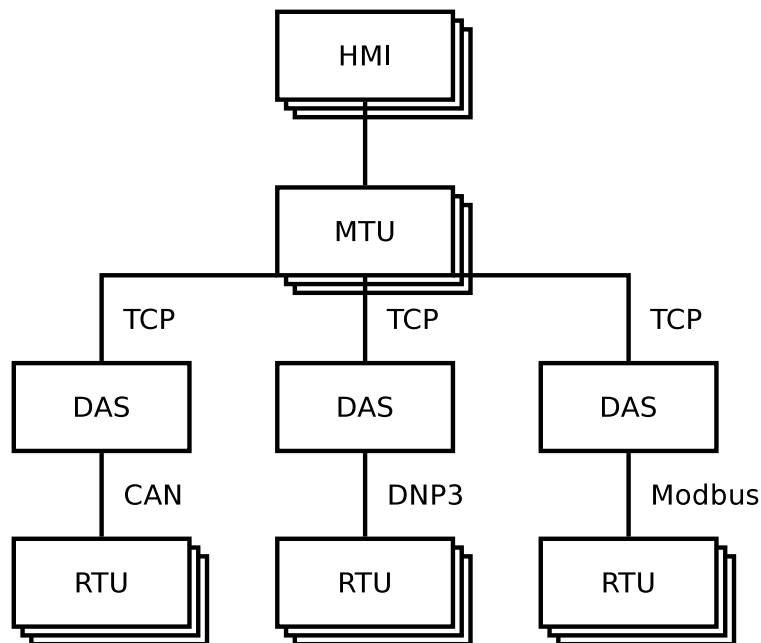 HMI
MTU
TCP TCP TCP
DAS DAS DAS
CAN DNP3 Modbus
RTU RTU RTU